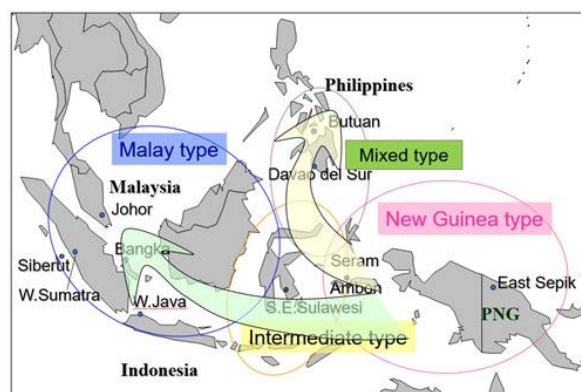 Philippines
Butuan
Malay type
Mixed type
Davao del Sur
Malaysia
New Guinea type
Johor
Bangka
Seram
Siberut
East Sepik
Ambon
W.Sumatra
W.Java
S.E.Sulawesi
PNG
Intermediate type
Indonesia